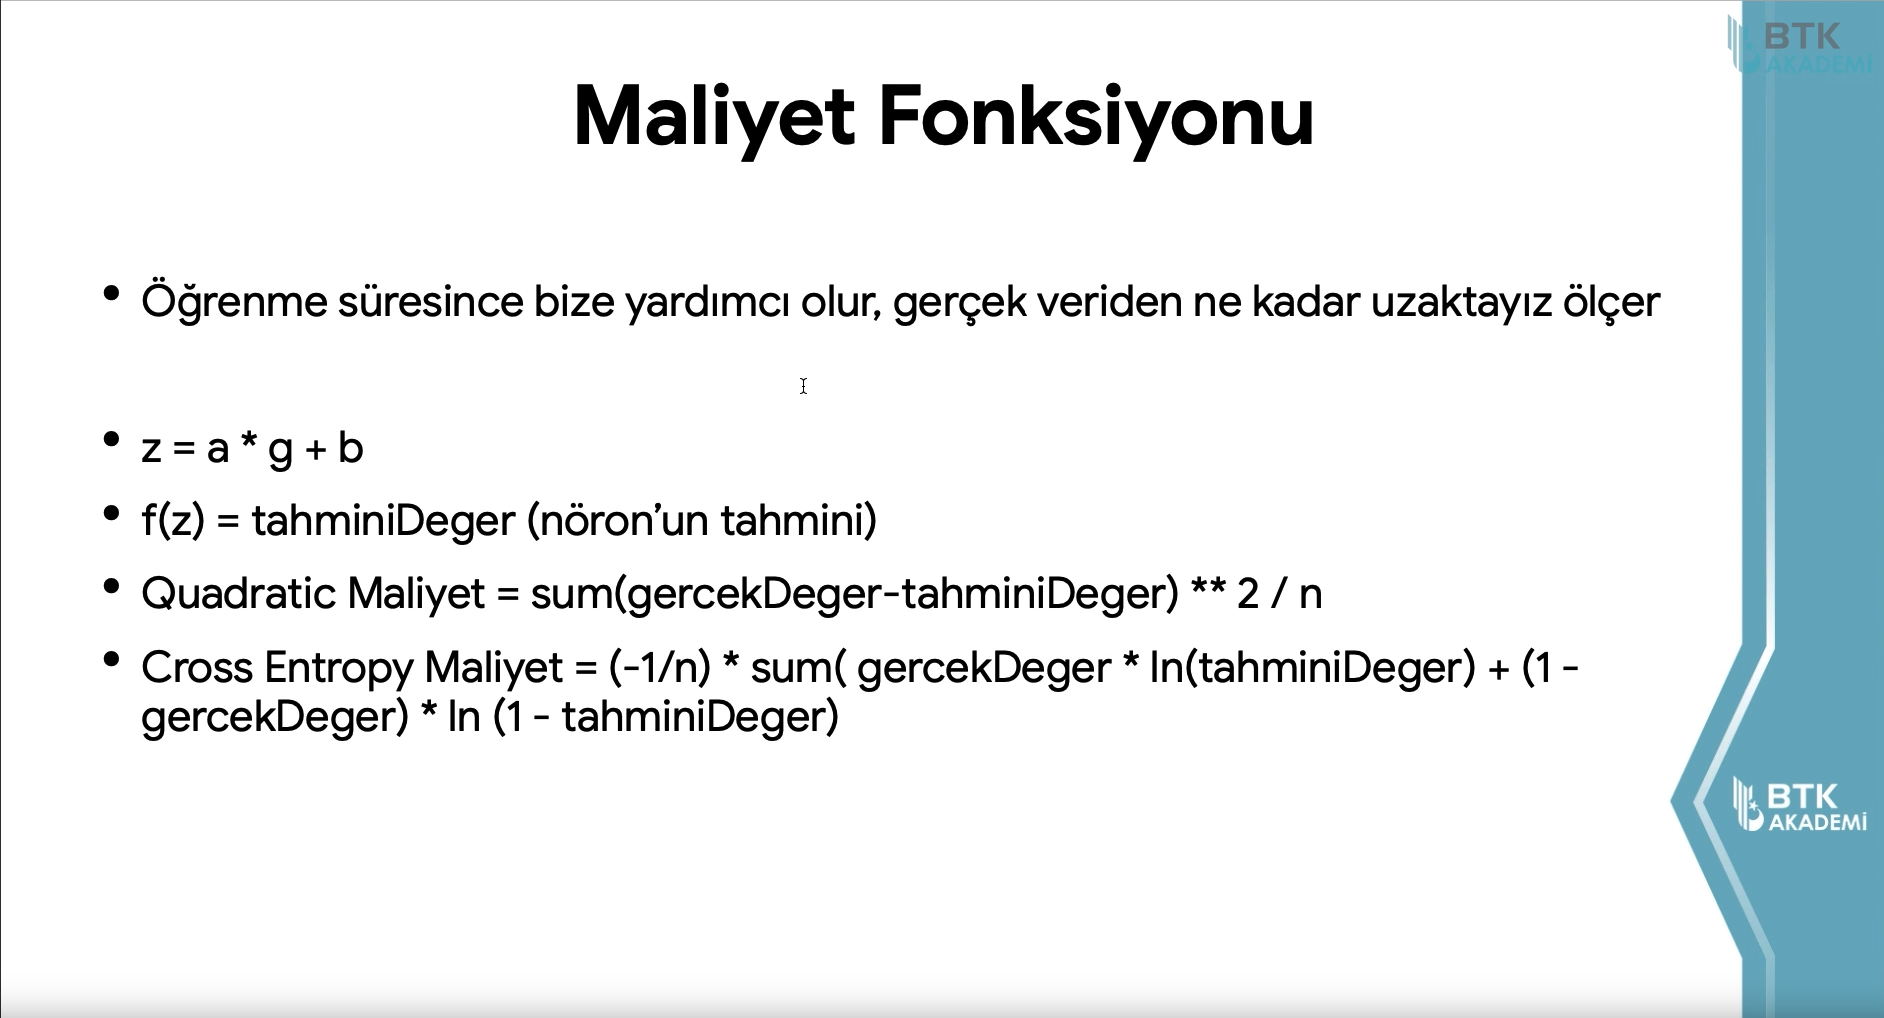 BTK
AKADEMİ
Maliyet Fonksiyonu
• Öğrenme süresince bize yardımcı olur, gerçek veriden ne kadar uzaktayız ölçer
• z = a * g + b
• f(z) = tahminiDeger (nöron’un tahmini)
• Quadratic Maliyet = sum(gercekDeger-tahminiDeger) ** 2 / n
• Cross Entropy Maliyet = (-1/n) * sum( gercekDeger * ln(tahminiDeger) + (1 -
gercekDeger) * ln (1 - tahminiDeger)
BTK
AKADEMİ